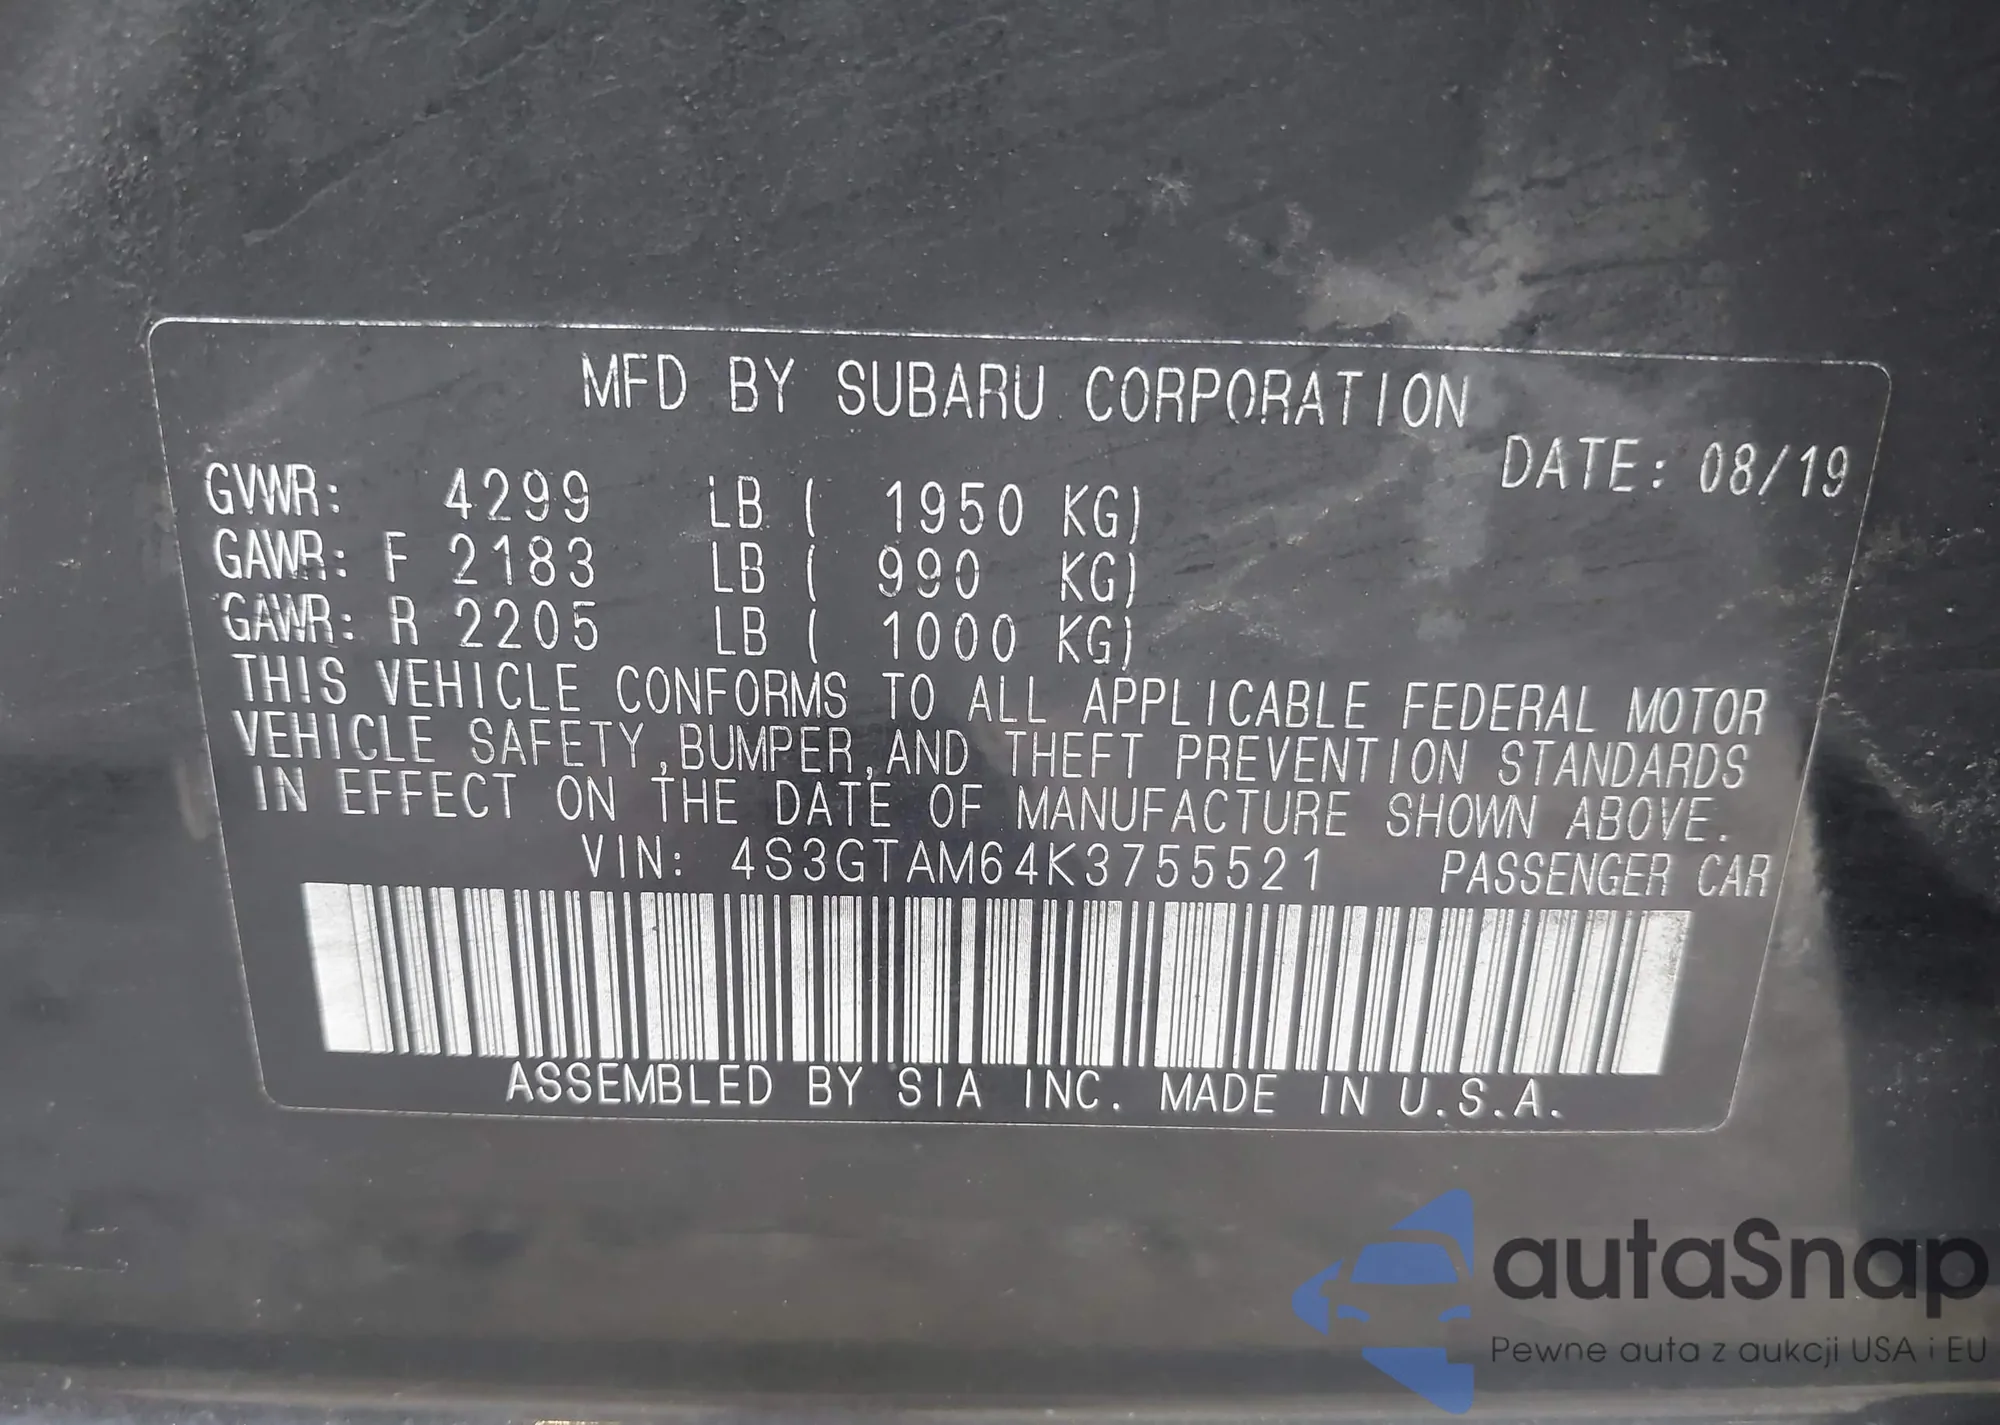 MFD BY SUBARU CORPORATION
DATE: 08/19
GVWR: 4299 LB ( 1950 KG)
GAWR: F 2183 LB ( 990 KG)
GAWR: R 2205 LB ( 1000 KG)
THIS VEHICLE CONFORMS TO ALL APPLICABLE FEDERAL MOTOR
VEHICLE SAFETY,BUMPER,AND THEFT PREVENTION STANDARDS
IN EFFECT ON THE DATE OF MANUFACTURE SHOWN ABOVE.
VIN: 4S3GTAM64K3755521 PASSENGER CAR
ASSEMBLED BY SIA INC. MADE IN U.S.A.
autaSnap
Pewne auta z aukcji USA i EU